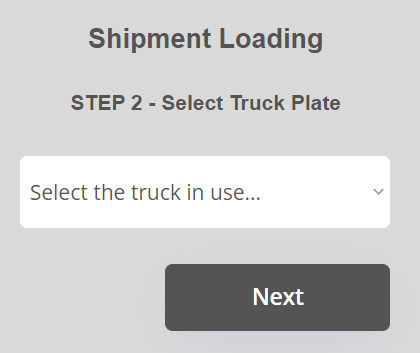 Shipment Loading
STEP 2 - Select Truck Plate
Select the truck in use...
Next